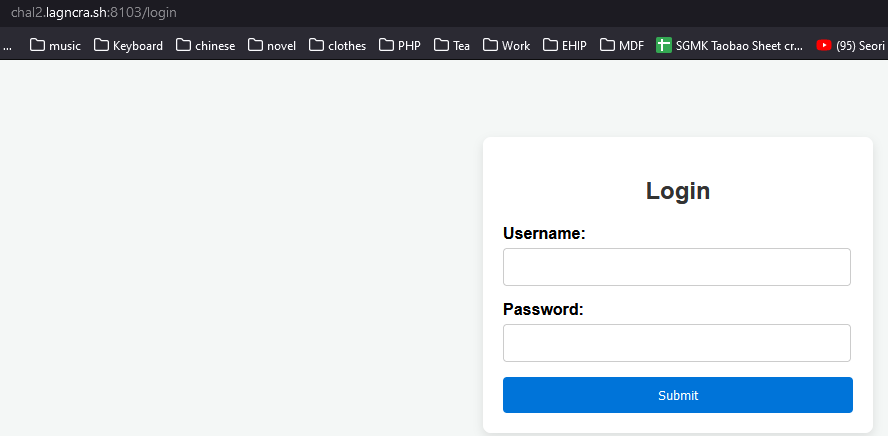 chal2.lagncra.sh:8103/login
... music Keyboard chinese novel clothes PHP Tea Work EHIP MDF SGMK Taobao Sheet cr... (95) Seori
Login
Username:
Password:
Submit